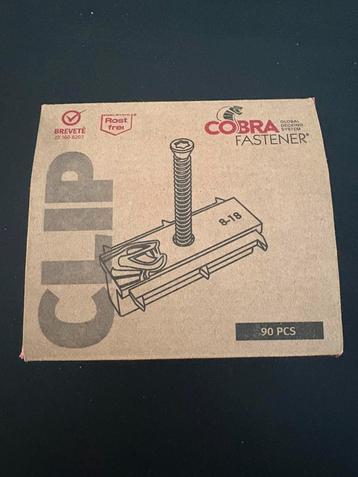 BREVETÉ
Rost
frei
COBRA
GLOBAL
DECKING
SYSTEM
FASTENER®
CLIP
8-18
90 PCS